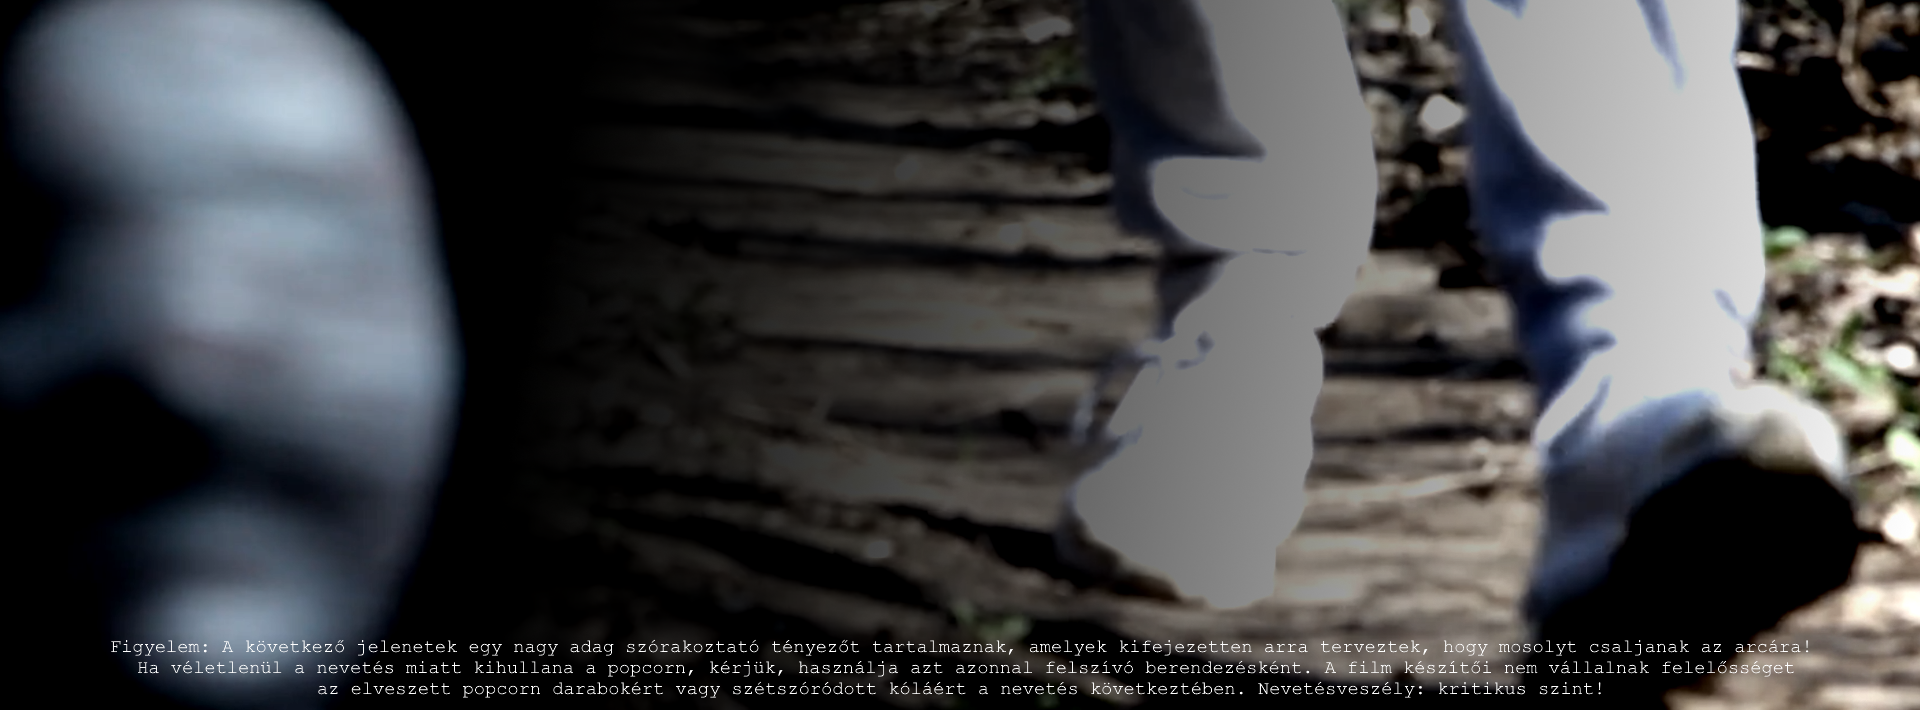 Figyelem: A következő jelenetek egy nagy adag szórakoztató tényezőt tartalmaznak, amelyek kifejezetten arra terveztek, hogy mosolyt csaljanak az arcára!
Ha véletlenül a nevetés miatt kihullana a popcorn, kérjük, használja azt azonnal felszívó berendezésként. A film készítői nem vállalnak felelősséget
az elveszett popcorn darabokért vagy szétszóródott kóláért a nevetés következtében. Nevetésveszély: kritikus szint!